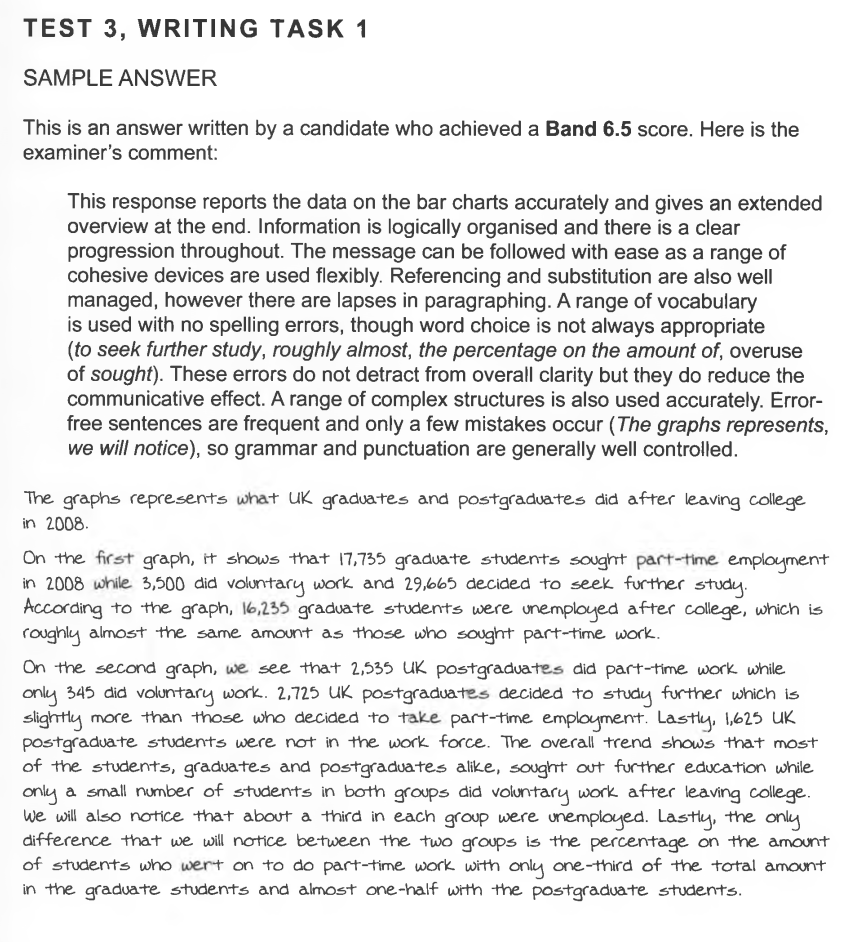 TEST 3, WRITING TASK 1
SAMPLE ANSWER
This is an answer written by a candidate who achieved a Band 6.5 score. Here is the
examiner's comment:
This response reports the data on the bar charts accurately and gives an extended
overview at the end. Information is logically organised and there is a clear
progression throughout. The message can be followed with ease as a range of
cohesive devices are used flexibly. Referencing and substitution are also well
managed, however there are lapses in paragraphing. A range of vocabulary
is used with no spelling errors, though word choice is not always appropriate
(to seek further study, roughly almost, the percentage on the amount of, overuse
of sought). These errors do not detract from overall clarity but they do reduce the
communicative effect. A range of complex structures is also used accurately. Error-
free sentences are frequent and only a few mistakes occur (The graphs represents,
we will notice), so grammar and punctuation are generally well controlled.
The graphs represents what UK graduates and postgraduates did after leaving college
in 2008.
On the first graph, it shows that 17,735 graduate students sought part-time employment
in 2008 while 3,500 did voluntary work and 29,665 decided to seek further study.
According to the graph, 16,235 graduate students were unemployed after college, which is
roughly almost the same amount as those who sought part-time work.
On the second graph, we see that 2,535 UK postgraduates did part-time work while
only 345 did voluntary work. 2,725 UK postgraduates decided to study further which is
slightly more than those who decided to take part-time employment. Lastly, 1,625 UK
postgraduate students were not in the work force. The overall trend shows that most
of the students, graduates and postgraduates alike, sought out further education while
only a small number of students in both groups did voluntary work after leaving college.
We will also notice that about a third in each group were unemployed. Lastly, the only
difference that we will notice between the two groups is the percentage on the amount
of students who went on to do part-time work with only one-third of the total amount
in the graduate students and almost one-half with the postgraduate students.